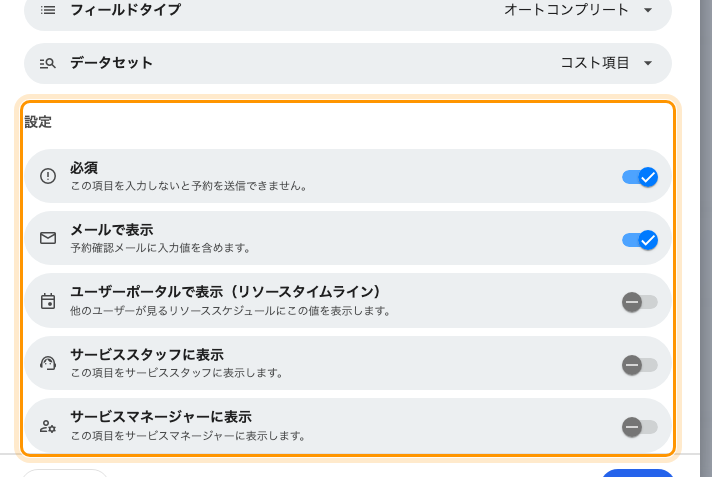 フィールドタイプ オートコンプリート
データセット コスト項目
設定
必須
この項目を入力しないと予約を送信できません。
メールで表示
予約確認メールに入力値を含めます。
ユーザーポータルで表示（リソースタイムライン）
他のユーザーが見るリソーススケジュールにこの値を表示します。
サービススタッフに表示
この項目をサービススタッフに表示します。
サービスマネージャーに表示
この項目をサービスマネージャーに表示します。